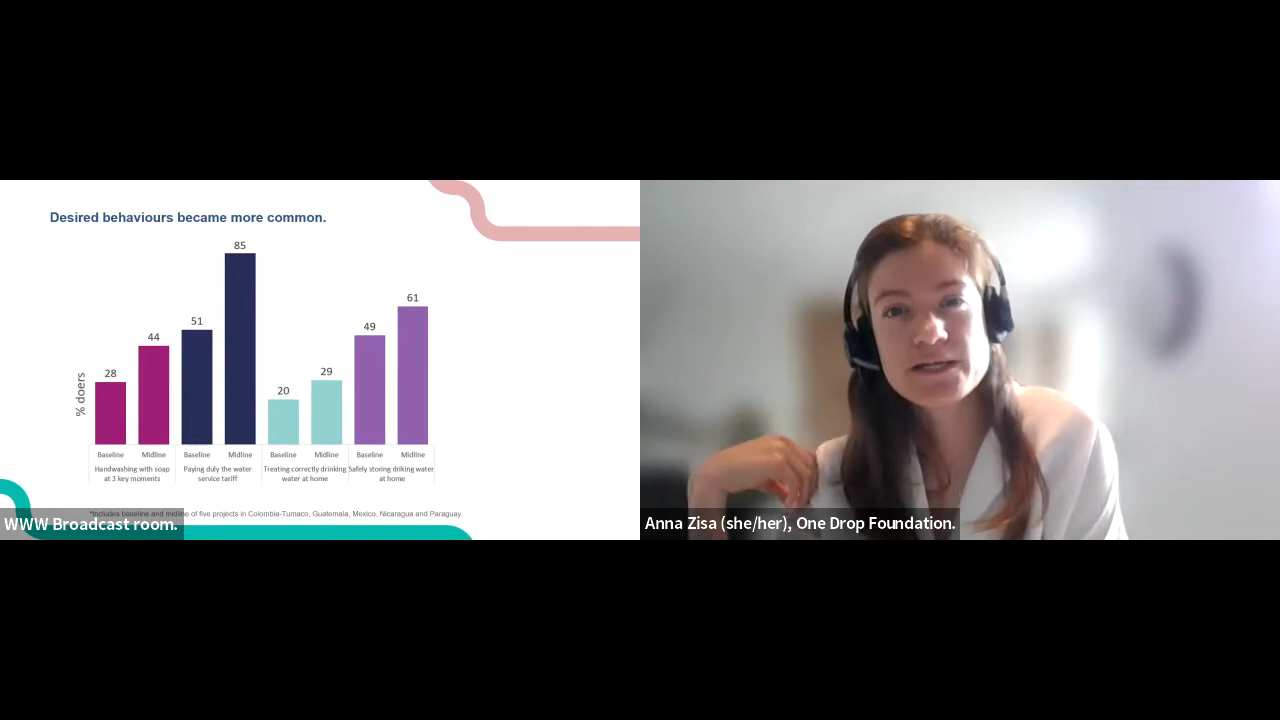 Desired behaviours became more common.
85
61
51
49
44
28
29
20
% doers
Baseline Midline Baseline Midline Baseline Midline Baseline Midline
Handwashing with soap Paying duly the water Treating correctly drinking Safely storing driking water
at 3 key moments service tariff water at home at home
*Includes baseline and midline of five projects in Colombia-Tumaco, Guatemala, Mexico, Nicaragua and Paraguay.
WWW Broadcast room.
Anna Zisa (she/her), One Drop Foundation.